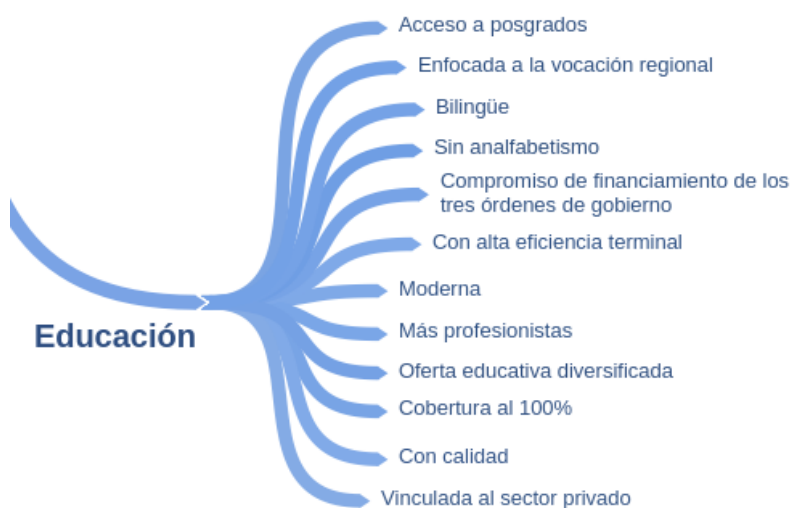 Acceso a posgrados
Enfocada a la vocación regional
Bilingüe
Sin analfabetismo
Compromiso de financiamiento de los
tres órdenes de gobierno
Con alta eficiencia terminal
Moderna
Educación
Más profesionistas
Oferta educativa diversificada
Cobertura al 100%
Con calidad
Vinculada al sector privado